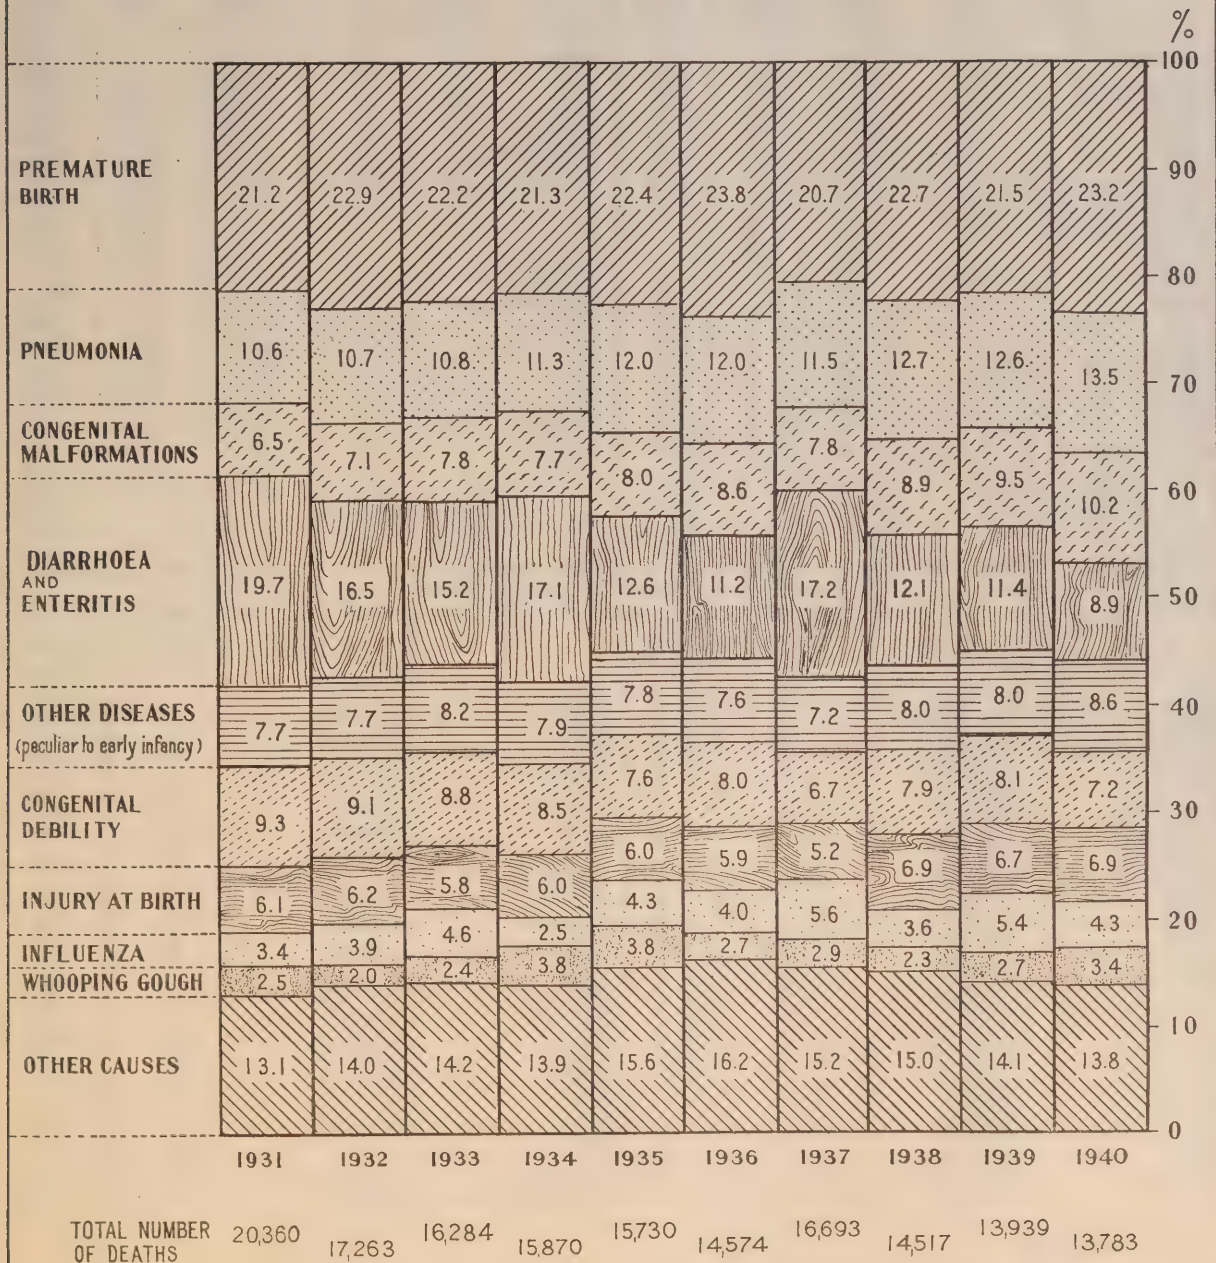 %
100
PREMATURE
BIRTH
21.2 22.9 22.2 21.3 22.4 23.8 20.7 22.7 21.5 23.2
90
80
PNEUMONIA
10.6 10.7 10.8 11.3 12.0 12.0 11.5 12.7 12.6 13.5
70
CONGENITAL
MALFORMATIONS
6.5 7.1 7.8 7.7 8.0 8.6 7.8 8.9 9.5 10.2
60
DIARRHOEA
AND
ENTERITIS
19.7 16.5 15.2 17.1 12.6 11.2 17.2 12.1 11.4 8.9
50
OTHER DISEASES
(peculiar to early infancy)
7.7 7.7 8.2 7.9 7.8 7.6 7.2 8.0 8.0 8.6
40
CONGENITAL
DEBILITY
9.3 9.1 8.8 8.5 7.6 8.0 6.7 7.9 8.1 7.2
30
INJURY AT BIRTH
6.1 6.2 5.8 6.0 6.0 5.9 5.2 6.9 6.7 6.9
20
INFLUENZA
3.4 3.9 4.6 2.5 4.3 4.0 5.6 3.6 5.4 4.3
WHOOPING GOUGH
2.5 2.0 2.4 3.8 3.8 2.7 2.9 2.3 2.7 3.4
10
OTHER CAUSES
13.1 14.0 14.2 13.9 15.6 16.2 15.2 15.0 14.1 13.8
0
1931 1932 1933 1934 1935 1936 1937 1938 1939 1940
TOTAL NUMBER
OF DEATHS
20,360 17,263 16,284 15,870 15,730 14,574 16,693 14,517 13,939 13,783